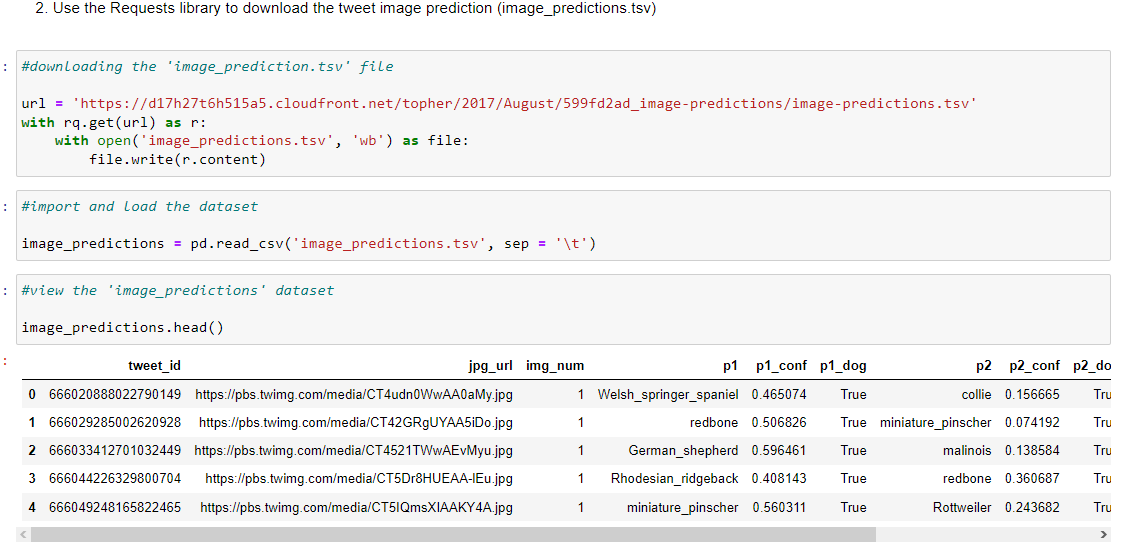 2. Use the Requests library to download the tweet image prediction (image_predictions.tsv)
: #downloading the 'image_prediction.tsv' file
url = 'https://d17h27t6h515a5.cloudfront.net/topher/2017/August/599fd2ad_image-predictions/image-predictions.tsv'
with rq.get(url) as r:
with open('image_predictions.tsv', 'wb') as file:
file.write(r.content)
: #import and load the dataset
image_predictions = pd.read_csv('image_predictions.tsv', sep = '\t')
: #view the 'image_predictions' dataset
image_predictions.head()
:
tweet_id jpg_url img_num p1 p1_conf p1_dog p2 p2_conf p2_do
0 666020888022790149 https://pbs.twimg.com/media/CT4udn0WwAA0aMy.jpg 1 Welsh_springer_spaniel 0.465074 True collie 0.156665 Tru
1 666029285002620928 https://pbs.twimg.com/media/CT42GRgUYAA5iDo.jpg 1 redbone 0.506826 True miniature_pinscher 0.074192 Tru
2 666033412701032449 https://pbs.twimg.com/media/CT4521TWwAEvMyu.jpg 1 German_shepherd 0.596461 True malinois 0.138584 Tru
3 666044226329800704 https://pbs.twimg.com/media/CT5Dr8HUEAA-lEu.jpg 1 Rhodesian_ridgeback 0.408143 True redbone 0.360687 Tru
4 666049248165822465 https://pbs.twimg.com/media/CT5IQmsXIAAKY4A.jpg 1 miniature_pinscher 0.560311 True Rottweiler 0.243682 Tru